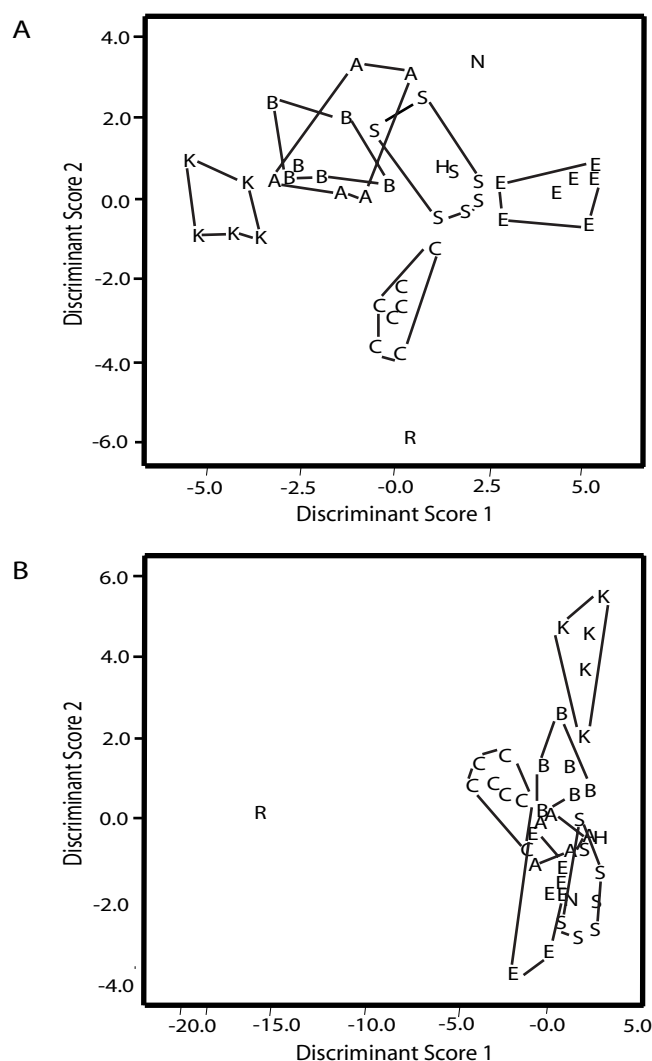 A
4.0
N
A A
S
B
2.0 B
S
K B H S E
K A B B B S E E E
0.0 A A S E
S S E E
K K K
C
-2.0
C
C C
C
-4.0 C C
-6.0 R
Discriminant Score 2
-5.0 -2.5 -0.0 2.5 5.0
Discriminant Score 1
B
6.0
K
K K
4.0
K
B
2.0 K
C C B B
C C C B B
C B
0.0 R A A S
E A H
C A S
A E S
E
E E N S
-2.0
S S
S
E
E
-4.0
Discriminant Score 2
-20.0 -15.0 -10.0 -5.0 -0.0 5.0
Discriminant Score 1